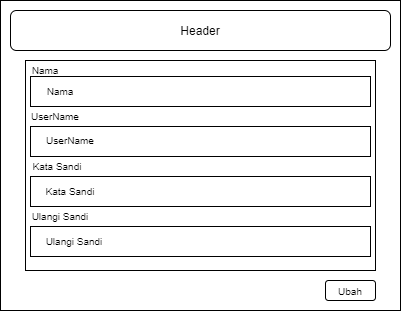 Header
Nama
Nama
UserName
UserName
Kata Sandi
Kata Sandi
Ulangi Sandi
Ulangi Sandi
Ubah